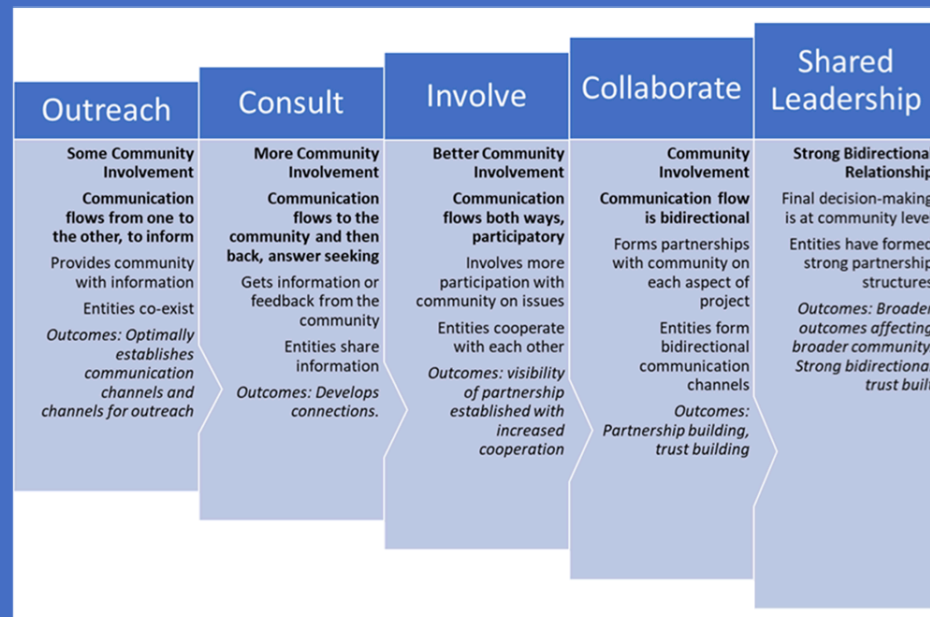 Outreach
Some Community
Involvement
Communication
flows from one to
the other, to inform
Provides community
with information
Entities co-exist
Outcomes: Optimally
establishes
communication
channels and
channels for outreach
Consult
More Community
Involvement
Communication
flows to the
community and then
back, answer seeking
Gets information or
feedback from the
community
Entities share
information
Outcomes: Develops
connections.
Involve
Better Community
Involvement
Communication
flows both ways,
participatory
Involves more
participation with
community on issues
Entities cooperate
with each other
Outcomes: visibility
of partnership
established with
increased
cooperation
Collaborate
Community
Involvement
Communication flow
is bidirectional
Forms partnerships
with community on
each aspect of
project
Entities form
bidirectional
communication
channels
Outcomes:
Partnership building,
trust building
Shared
Leadership
Strong Bidirectional
Relationship
Final decision-making
is at community level
Entities have formed
strong partnership
structures
Outcomes: Broader
outcomes affecting
broader community.
Strong bidirectional
trust built